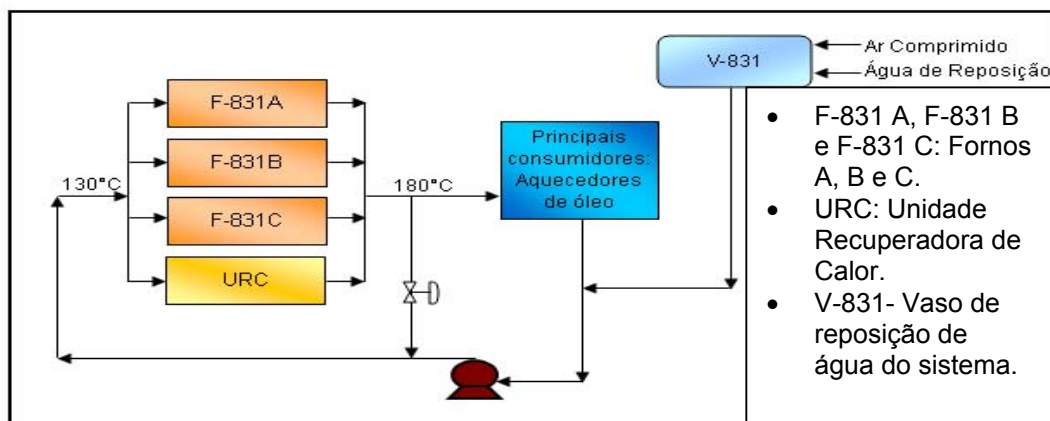 V-831
Ar Comprimido
Água de Reposição
F-831A
F-831B
130°C
F-831C
URC
180°C
Principais
consumidores:
Aquecedores
de óleo
• F-831 A, F-831 B
e F-831 C: Fornos
A, B e C.
• URC: Unidade
Recuperadora de
Calor.
• V-831- Vaso de
reposição de
água do sistema.